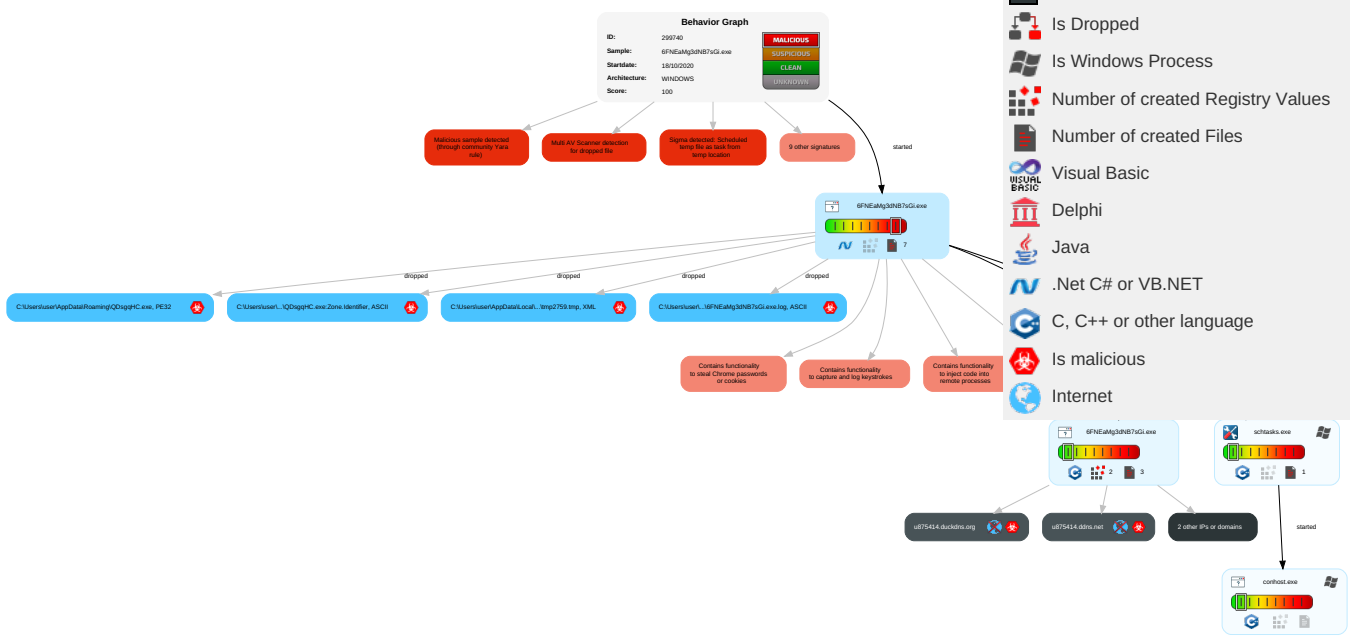 Behavior Graph
ID: 299740
Sample: 6FNEaMg3dNB7sGi.exe
Startdate: 18/10/2020
Architecture: WINDOWS
Score: 100
MALICIOUS
SUSPICIOUS
CLEAN
UNKNOWN
Is Dropped
Is Windows Process
Number of created Registry Values
Number of created Files
VISUAL
BASIC
Visual Basic
Delphi
Java
.Net C# or VB.NET
C, C++ or other language
Is malicious
Internet
Malicious sample detected
(through community Yara
rule)
Multi AV Scanner detection
for dropped file
Sigma detected: Scheduled
temp file as task from
temp location
9 other signatures
started
6FNEaMg3dNB7sGi.exe
7
dropped
dropped
dropped
dropped
C:\Users\user\AppData\Roaming\QDsgqHC.exe, PE32
C:\Users\user\...\QDsgqHC.exe:Zone.Identifier, ASCII
C:\Users\user\AppData\Local\...\tmp2759.tmp, XML
C:\Users\user\...\6FNEaMg3dNB7sGi.exe.log, ASCII
Contains functionality
to steal Chrome passwords
or cookies
Contains functionality
to capture and log keystrokes
Contains functionality
to inject code into
remote processes
6FNEaMg3dNB7sGi.exe
2
3
schtasks.exe
1
u875414.duckdns.org
u875414.ddns.net
2 other IPs or domains
started
conhost.exe